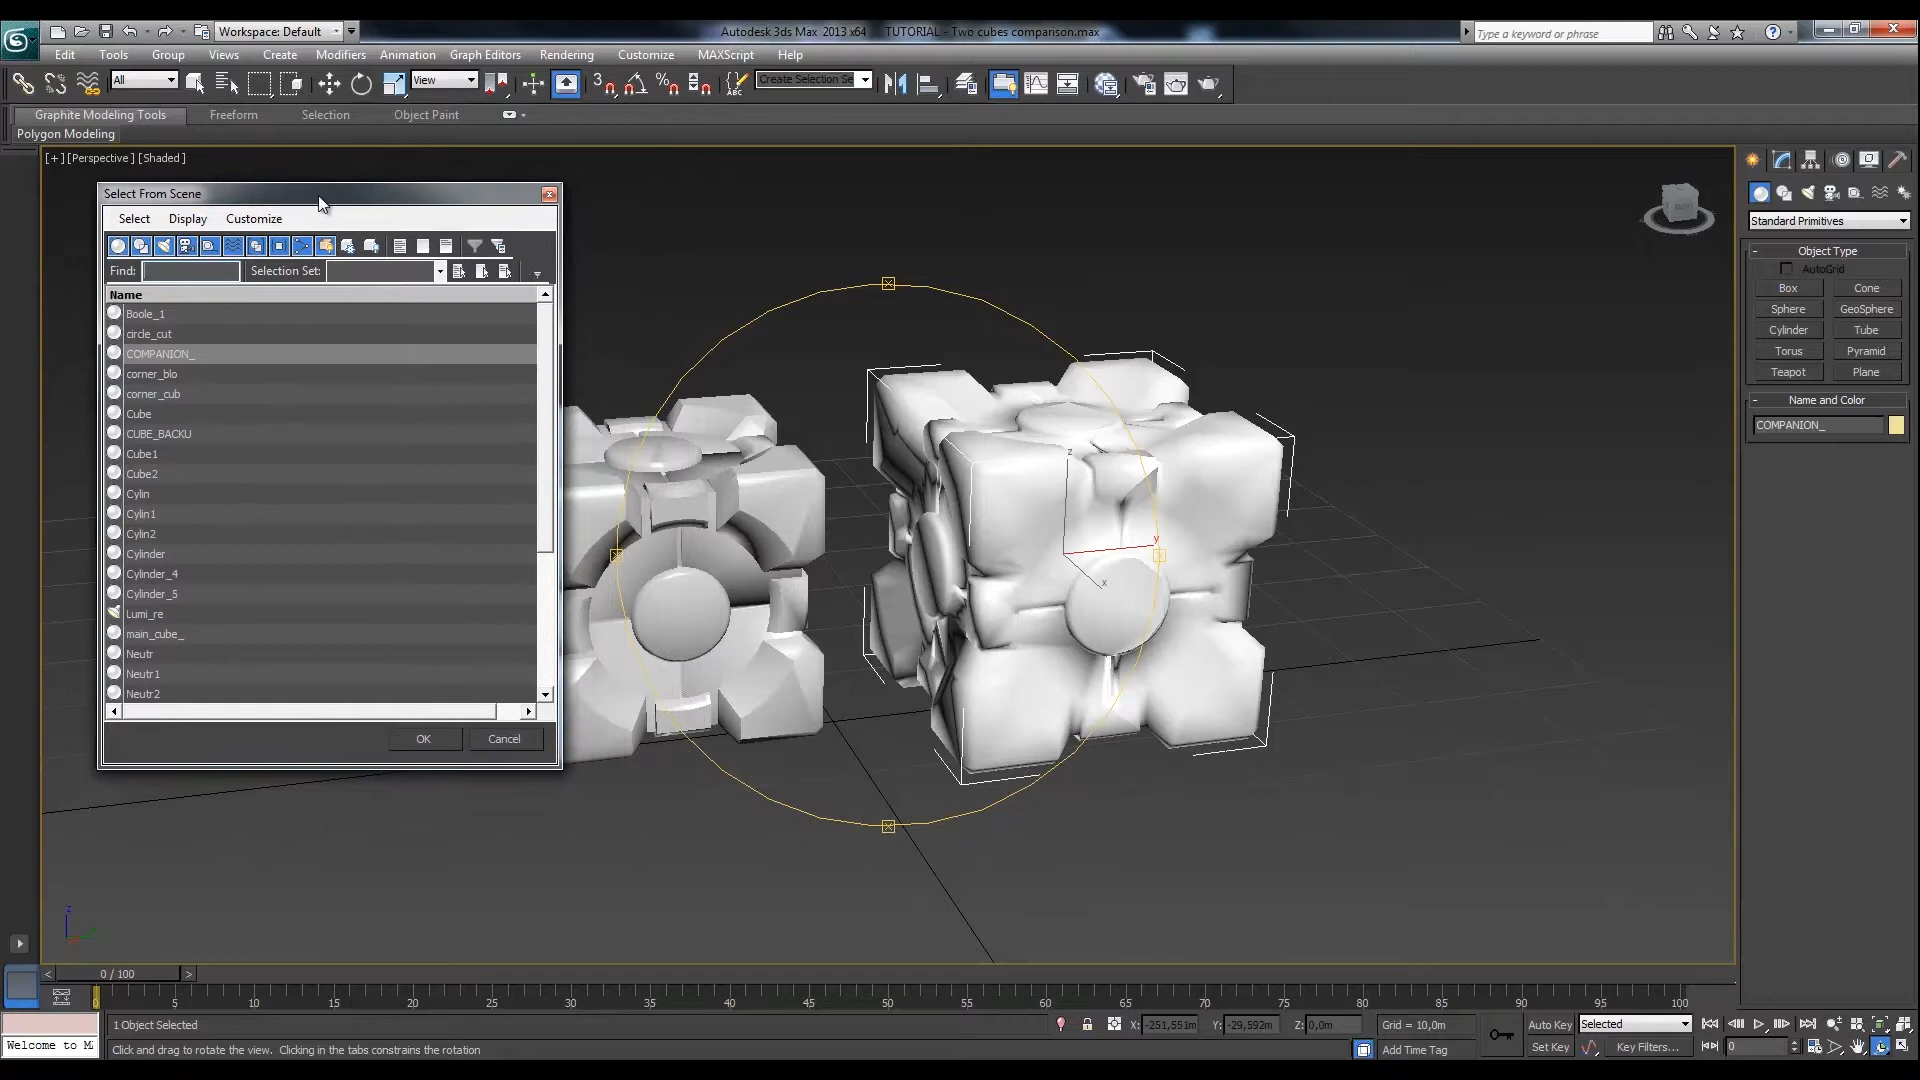 Workspace: Default
Autodesk 3ds Max 2013 x64 TUTORIAL - Two cubes comparison.max
Type a keyword or phrase
Edit Tools Group Views Create Modifiers Animation Graph Editors Rendering Customize MAXScript Help
All View Create Selection Se
Graphite Modeling Tools Freeform Selection Object Paint
Polygon Modeling
[+] [Perspective] [Shaded]
Select From Scene
Select Display Customize
Find: Selection Set:
Name
Boole_1
circle_cut
COMPANION_
corner_blo
corner_cub
Cube
CUBE_BACKU
Cube1
Cube2
Cylin
Cylin1
Cylin2
Cylinder
Cylinder_4
Cylinder_5
Lumi_re
main_cube_
Neutr
Neutr1
Neutr2
OK Cancel
z
y
x
z
Standard Primitives
- Object Type
AutoGrid
Box Cone
Sphere GeoSphere
Cylinder Tube
Torus Pyramid
Teapot Plane
- Name and Color
COMPANION_
< 0 / 100 >
0 5 10 15 20 25 30 35 40 45 50 55 60 65 70 75 80 85 90 95 100
1 Object Selected
X: -251,551m Y: -29,592m Z: 0,0m Grid = 10,0m
Auto Key Selected
Welcome to M
Click and drag to rotate the view. Clicking in the tabs constrains the rotation
Add Time Tag
Set Key Key Filters... 0